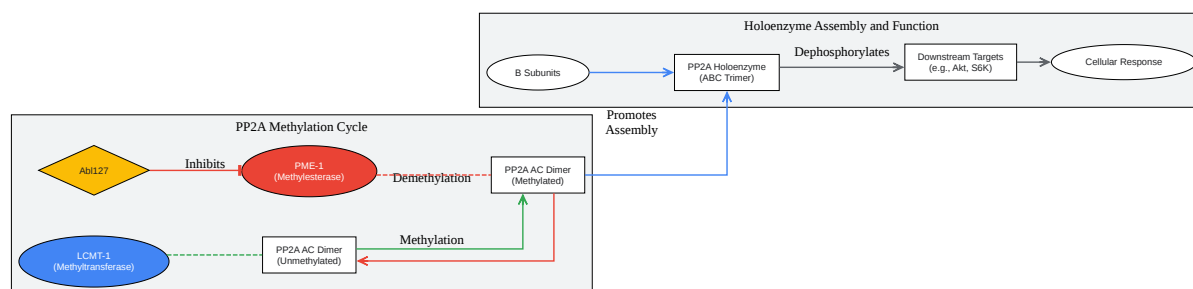 Holoenzyme Assembly and Function
B Subunits
PP2A Holoenzyme
(ABC Trimer)
Dephosphorylates
Downstream Targets
(e.g., Akt, S6K)
Cellular Response
Promotes
Assembly
PP2A Methylation Cycle
Abl127
Inhibits
PME-1
(Methylesterase)
Demethylation
PP2A AC Dimer
(Methylated)
LCMT-1
(Methyltransferase)
PP2A AC Dimer
(Unmethylated)
Methylation